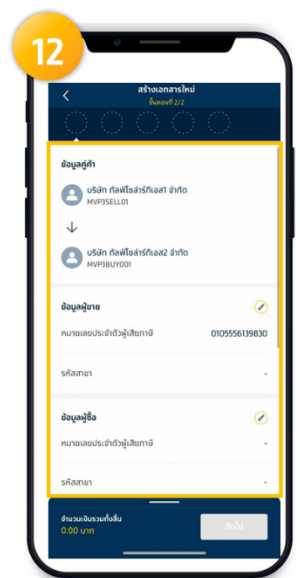 12
สร้างเอกสารใหม่
ขั้นตอนที่ 2/2
ข้อมูลคู่ค้า
บริษัท กัลฟ์โซล่าร์ทีเอส1 จำกัด
MVP3SELL01
บริษัท กัลฟ์โซล่าร์ทีเอส2 จำกัด
MVP3BUY001
ข้อมูลผู้ขาย
หมายเลขประจำตัวผู้เสียภาษี 0105556139830
รหัสสาขา -
ข้อมูลผู้ซื้อ
หมายเลขประจำตัวผู้เสียภาษี -
รหัสสาขา -
จำนวนเงินรวมทั้งสิ้น
0.00 บาท
ถัดไป